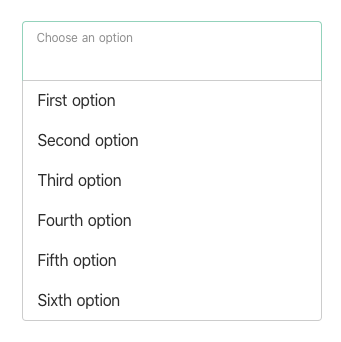 Choose an option
First option
Second option
Third option
Fourth option
Fifth option
Sixth option